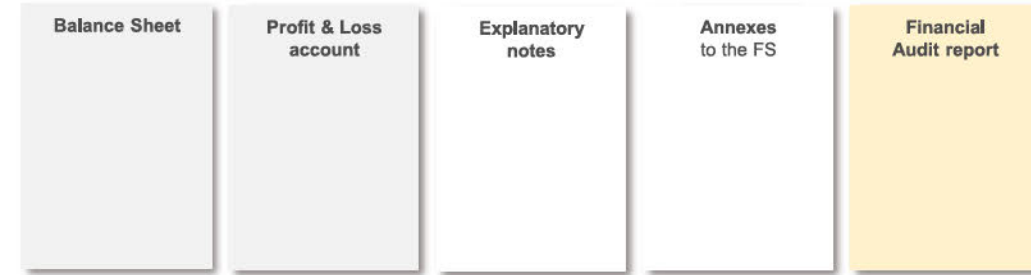 Balance Sheet
Profit & Loss
account
Explanatory
notes
Annexes
to the FS
Financial
Audit report